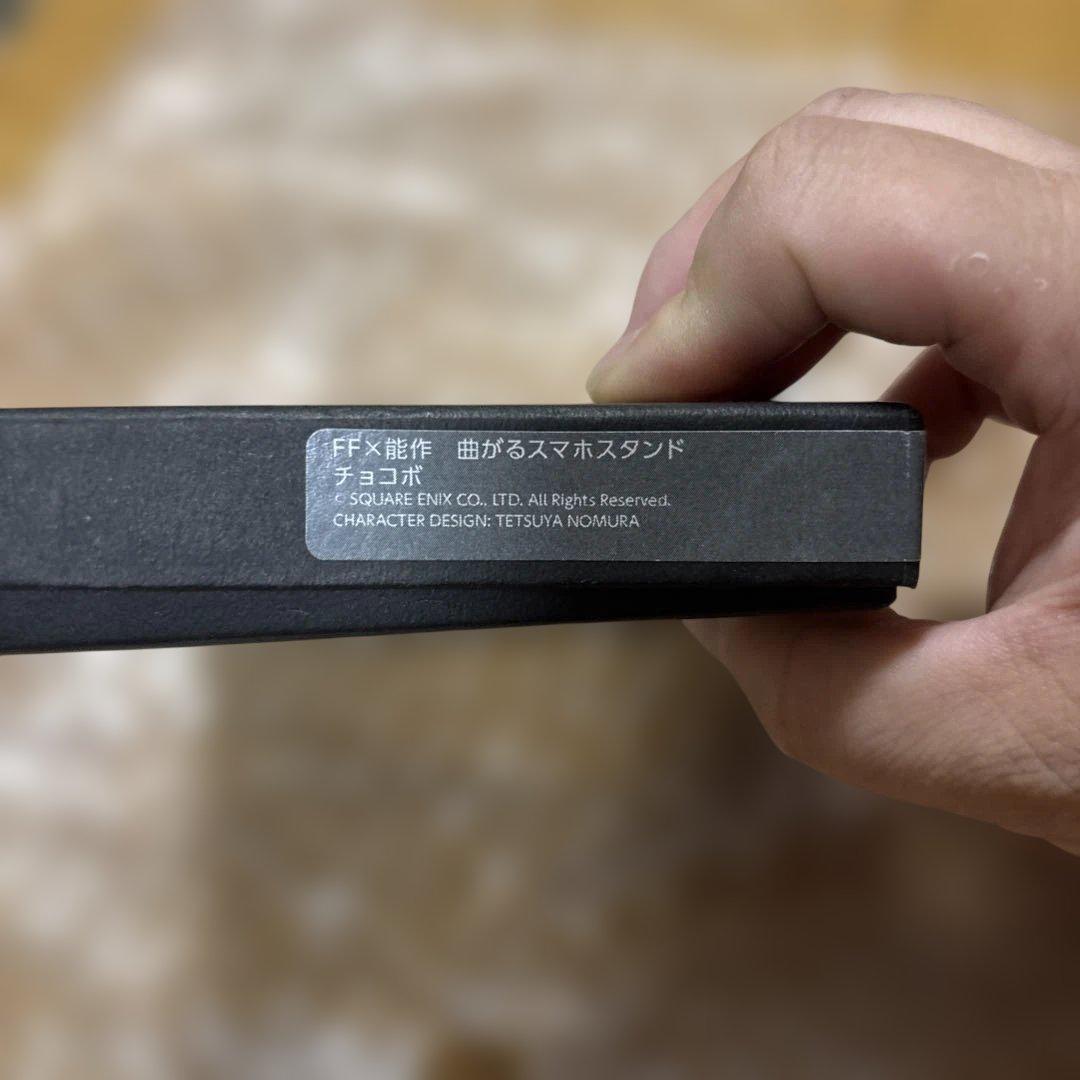 FF×能作　曲がるスマホスタンド
チョコボ
© SQUARE ENIX CO., LTD. All Rights Reserved.
CHARACTER DESIGN: TETSUYA NOMURA